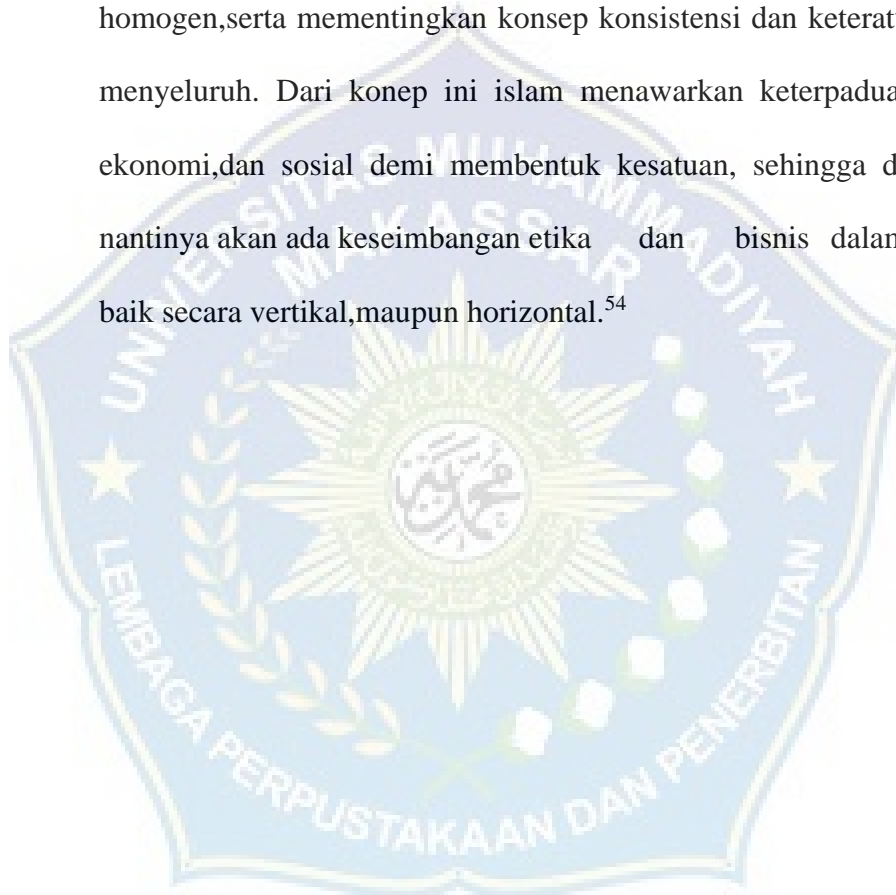 homogen,serta mementingkan konsep konsistensi dan keterat
menyeluruh. Dari konep ini islam menawarkan keterpadua
ekonomi,dan sosial demi membentuk kesatuan, sehingga d
nantinya akan ada keseimbangan etika dan bisnis dalan
baik secara vertikal,maupun horizontal.54
UNIVERSITAS MUHAMMADIYAH
MAKASSAR
LEMBAGA PERPUSTAKAAN DAN PENERBITAN